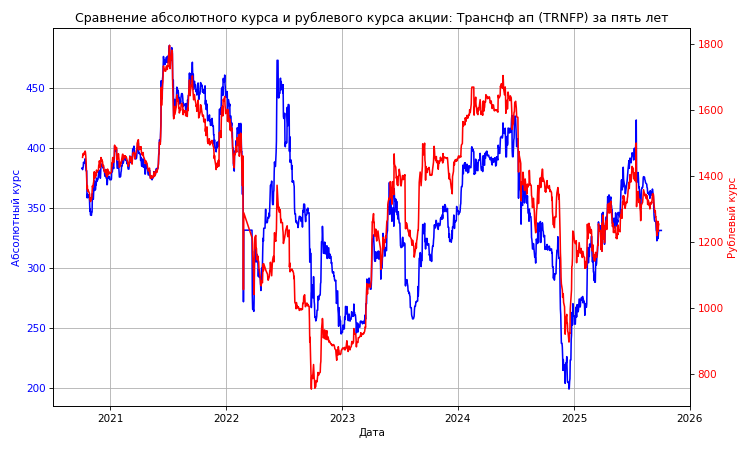 Сравнение абсолютного курса и рублевого курса акции: Транснф ап (TRNFP) за пять лет
450
400
350
300
250
200
Абсолютный курс
1800
1600
1400
1200
1000
800
Рублевый курс
2021 2022 2023 2024 2025 2026
Дата